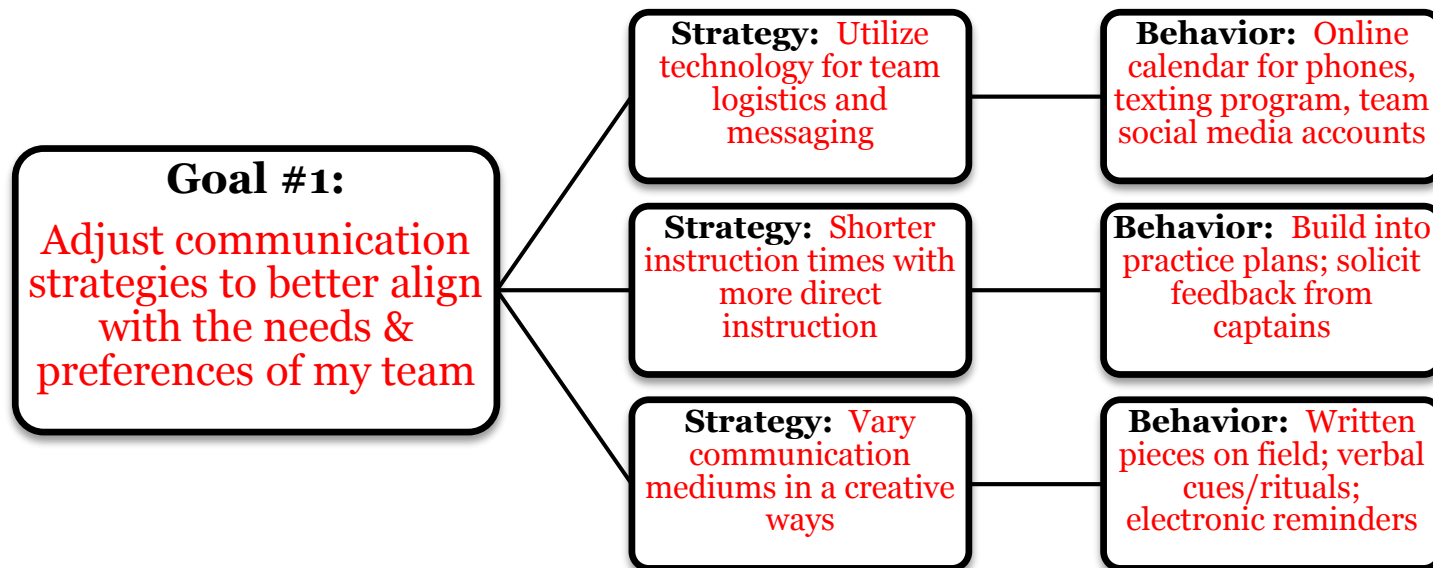 Goal #1:
Adjust communication
strategies to better align
with the needs &
preferences of my team
Strategy: Utilize
technology for team
logistics and
messaging
Behavior: Online
calendar for phones,
texting program, team
social media accounts
Strategy: Shorter
instruction times with
more direct
instruction
Behavior: Build into
practice plans; solicit
feedback from
captains
Strategy: Vary
communication
mediums in a creative
ways
Behavior: Written
pieces on field; verbal
cues/rituals;
electronic reminders